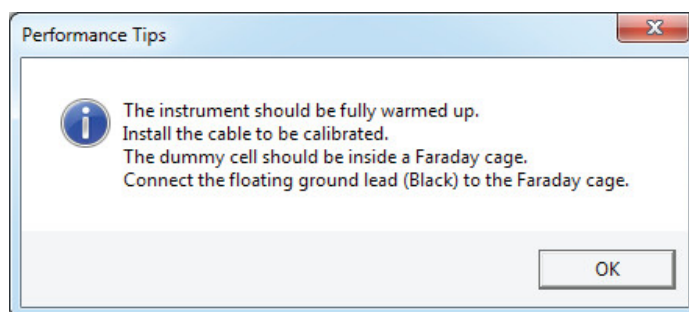 Performance Tips
The instrument should be fully warmed up.
Install the cable to be calibrated.
The dummy cell should be inside a Faraday cage.
Connect the floating ground lead (Black) to the Faraday cage.
OK